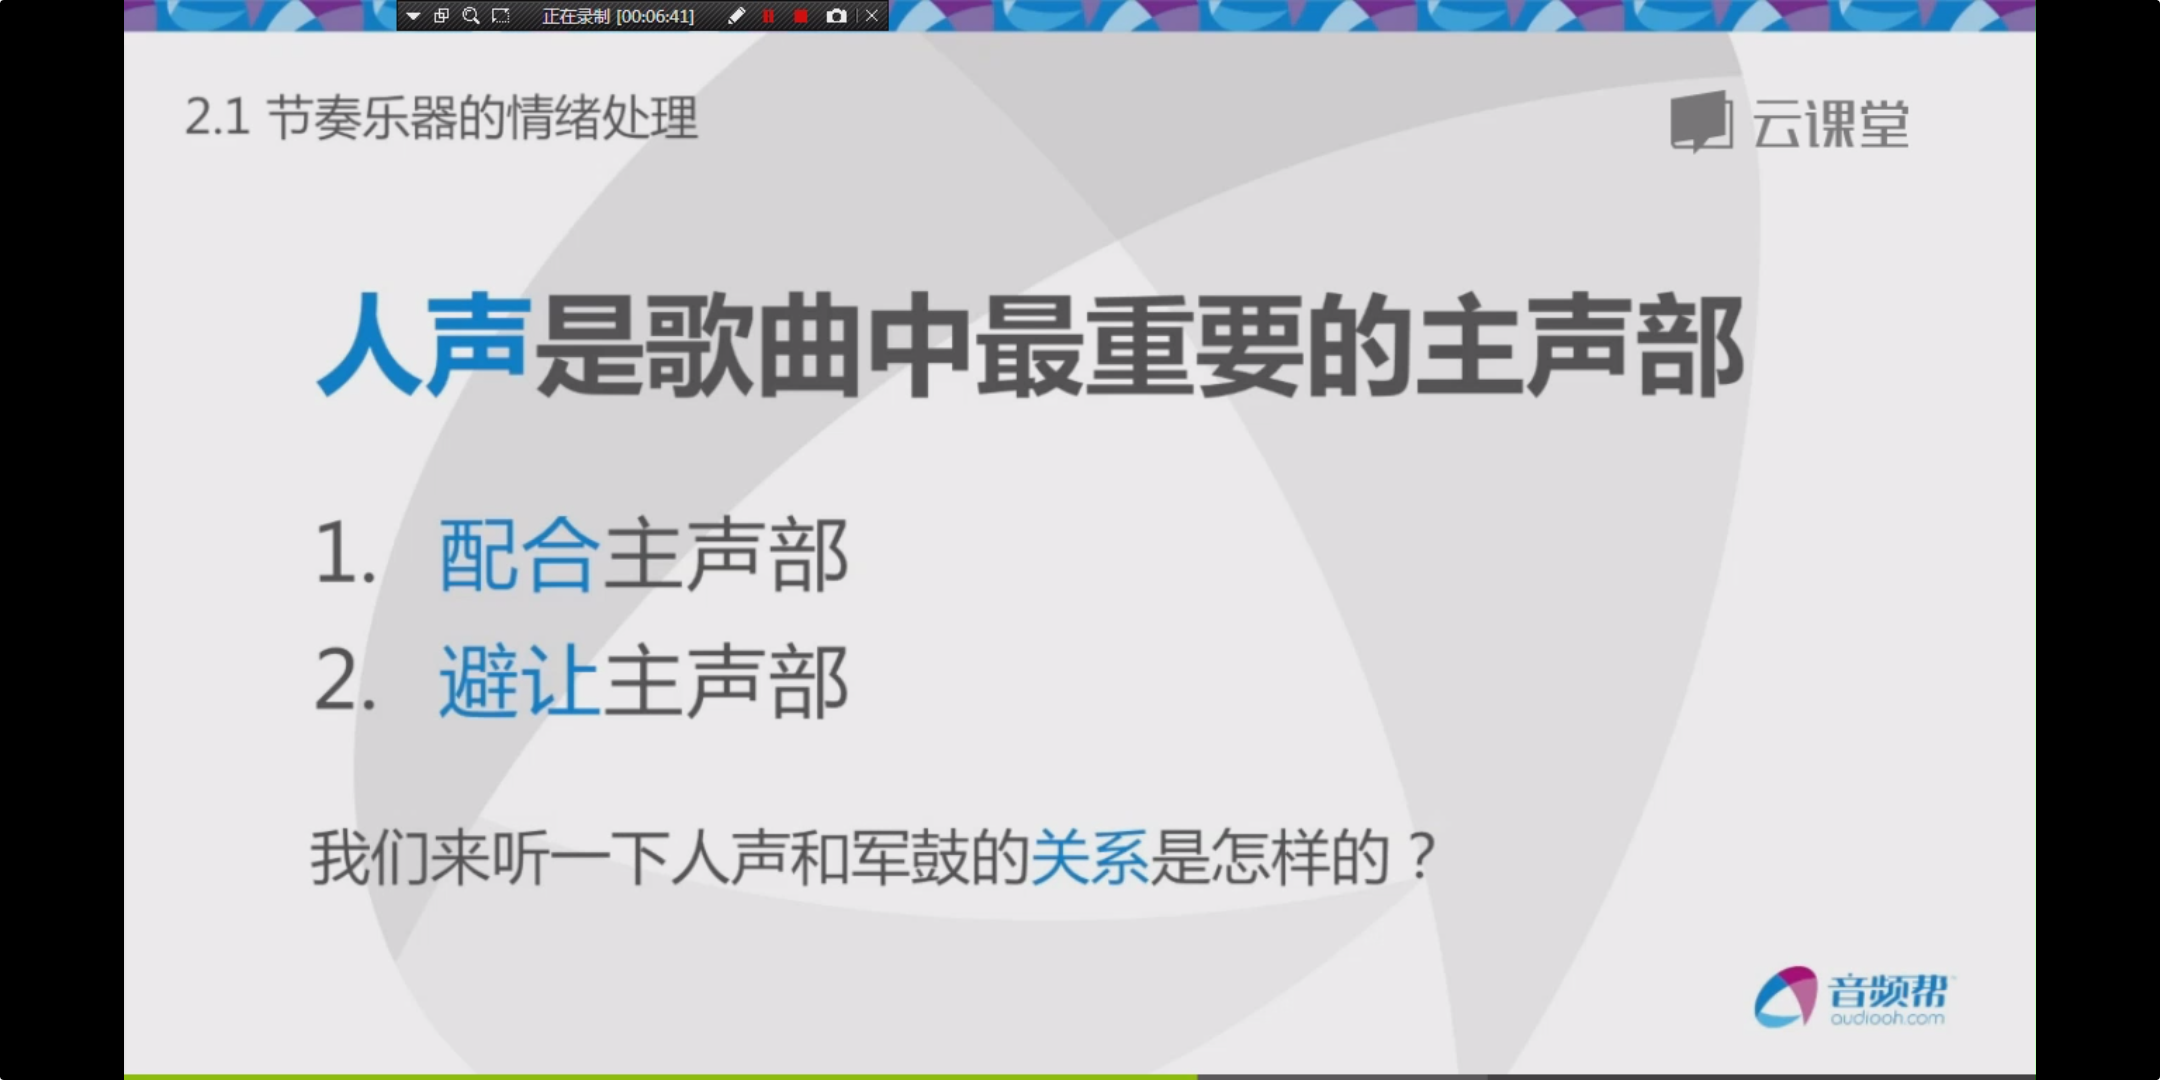 正在录制 [00:06:41]
2.1 节奏乐器的情绪处理
云课堂
人声是歌曲中最重要的主声部
1. 配合主声部
2. 避让主声部
我们来听一下人声和军鼓的关系是怎样的？
音频帮
audiooh.com